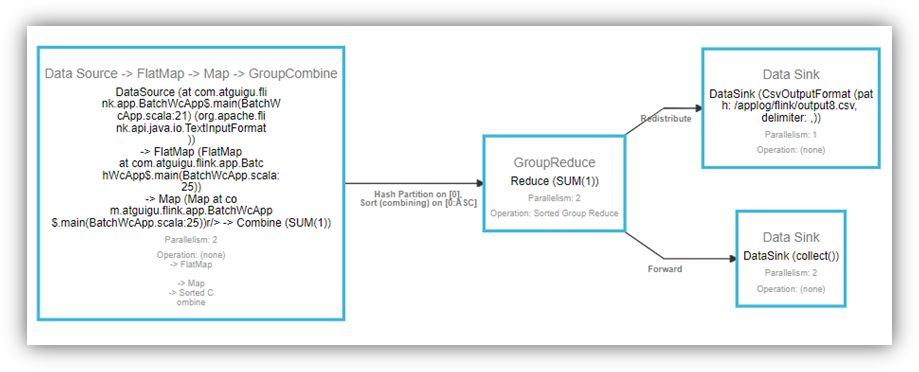 Data Source -> FlatMap -> Map -> GroupCombine
DataSource (at com.atguigu.fli
nk.app.BatchWcApp$.main(BatchW
cApp.scala:21) (org.apache.fli
nk.api.java.io.TextInputFormat
))
-> FlatMap (FlatMap
at com.atguigu.flink.app.Batc
hWcApp$.main(BatchWcApp.scala:
25))
-> Map (Map at co
m.atguigu.flink.app.BatchWcApp
$.main(BatchWcApp.scala:25))r/> -> Combine (SUM(1))
Parallelism: 2
Operation: (none)
-> FlatMap
-> Map
-> Sorted C
ombine
Hash Partition on [0]
Sort (combining) on [0:ASC]
GroupReduce
Reduce (SUM(1))
Parallelism: 2
Operation: Sorted Group Reduce
Redistribute
Data Sink
DataSink (CsvOutputFormat (pat
h: /applog/flink/output8.csv,
delimiter: ,))
Parallelism: 1
Operation: (none)
Forward
Data Sink
DataSink (collect())
Parallelism: 2
Operation: (none)